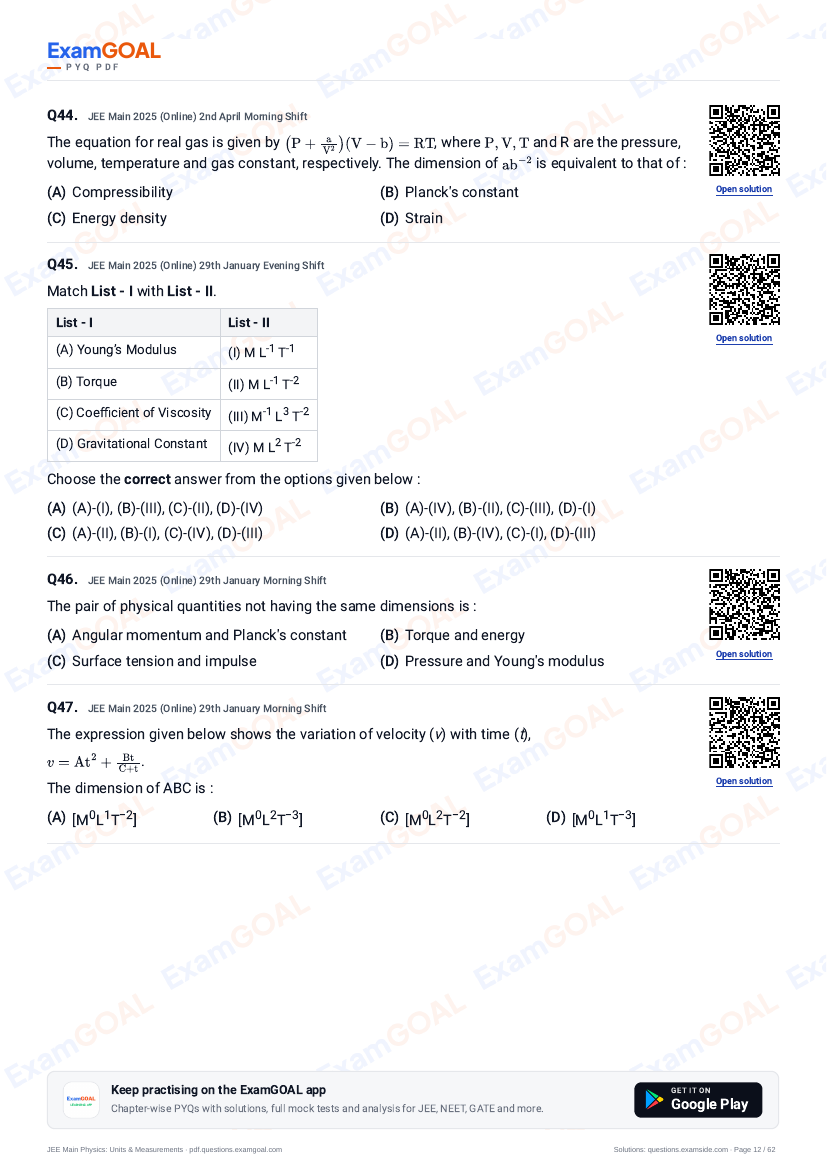 ExamGOAL
PYQ PDF
Q44. JEE Main 2025 (Online) 2nd April Morning Shift
The equation for real gas is given by (P + a/V²)(V − b) = RT, where P, V, T and R are the pressure,
volume, temperature and gas constant, respectively. The dimension of ab⁻² is equivalent to that of :
(A) Compressibility (B) Planck's constant
(C) Energy density (D) Strain
Open solution
Q45. JEE Main 2025 (Online) 29th January Evening Shift
Match List - I with List - II.
List - I List - II
(A) Young's Modulus (I) M L⁻¹ T⁻¹
(B) Torque (II) M L⁻¹ T⁻²
(C) Coefficient of Viscosity (III) M⁻¹ L³ T⁻²
(D) Gravitational Constant (IV) M L² T⁻²
Choose the correct answer from the options given below :
(A) (A)-(I), (B)-(III), (C)-(II), (D)-(IV) (B) (A)-(IV), (B)-(II), (C)-(III), (D)-(I)
(C) (A)-(II), (B)-(I), (C)-(IV), (D)-(III) (D) (A)-(II), (B)-(IV), (C)-(I), (D)-(III)
Open solution
Q46. JEE Main 2025 (Online) 29th January Morning Shift
The pair of physical quantities not having the same dimensions is :
(A) Angular momentum and Planck's constant (B) Torque and energy
(C) Surface tension and impulse (D) Pressure and Young's modulus
Open solution
Q47. JEE Main 2025 (Online) 29th January Morning Shift
The expression given below shows the variation of velocity (v) with time (t),
v = At² + Bt/(C+t).
The dimension of ABC is :
(A) [M⁰L¹T⁻²] (B) [M⁰L²T⁻³] (C) [M⁰L²T⁻²] (D) [M⁰L¹T⁻³]
Open solution
Keep practising on the ExamGOAL app
Chapter-wise PYQs with solutions, full mock tests and analysis for JEE, NEET, GATE and more.
GET IT ON
Google Play
JEE Main Physics: Units & Measurements · pdf.questions.examgoal.com Solutions: questions.examside.com · Page 12 / 62